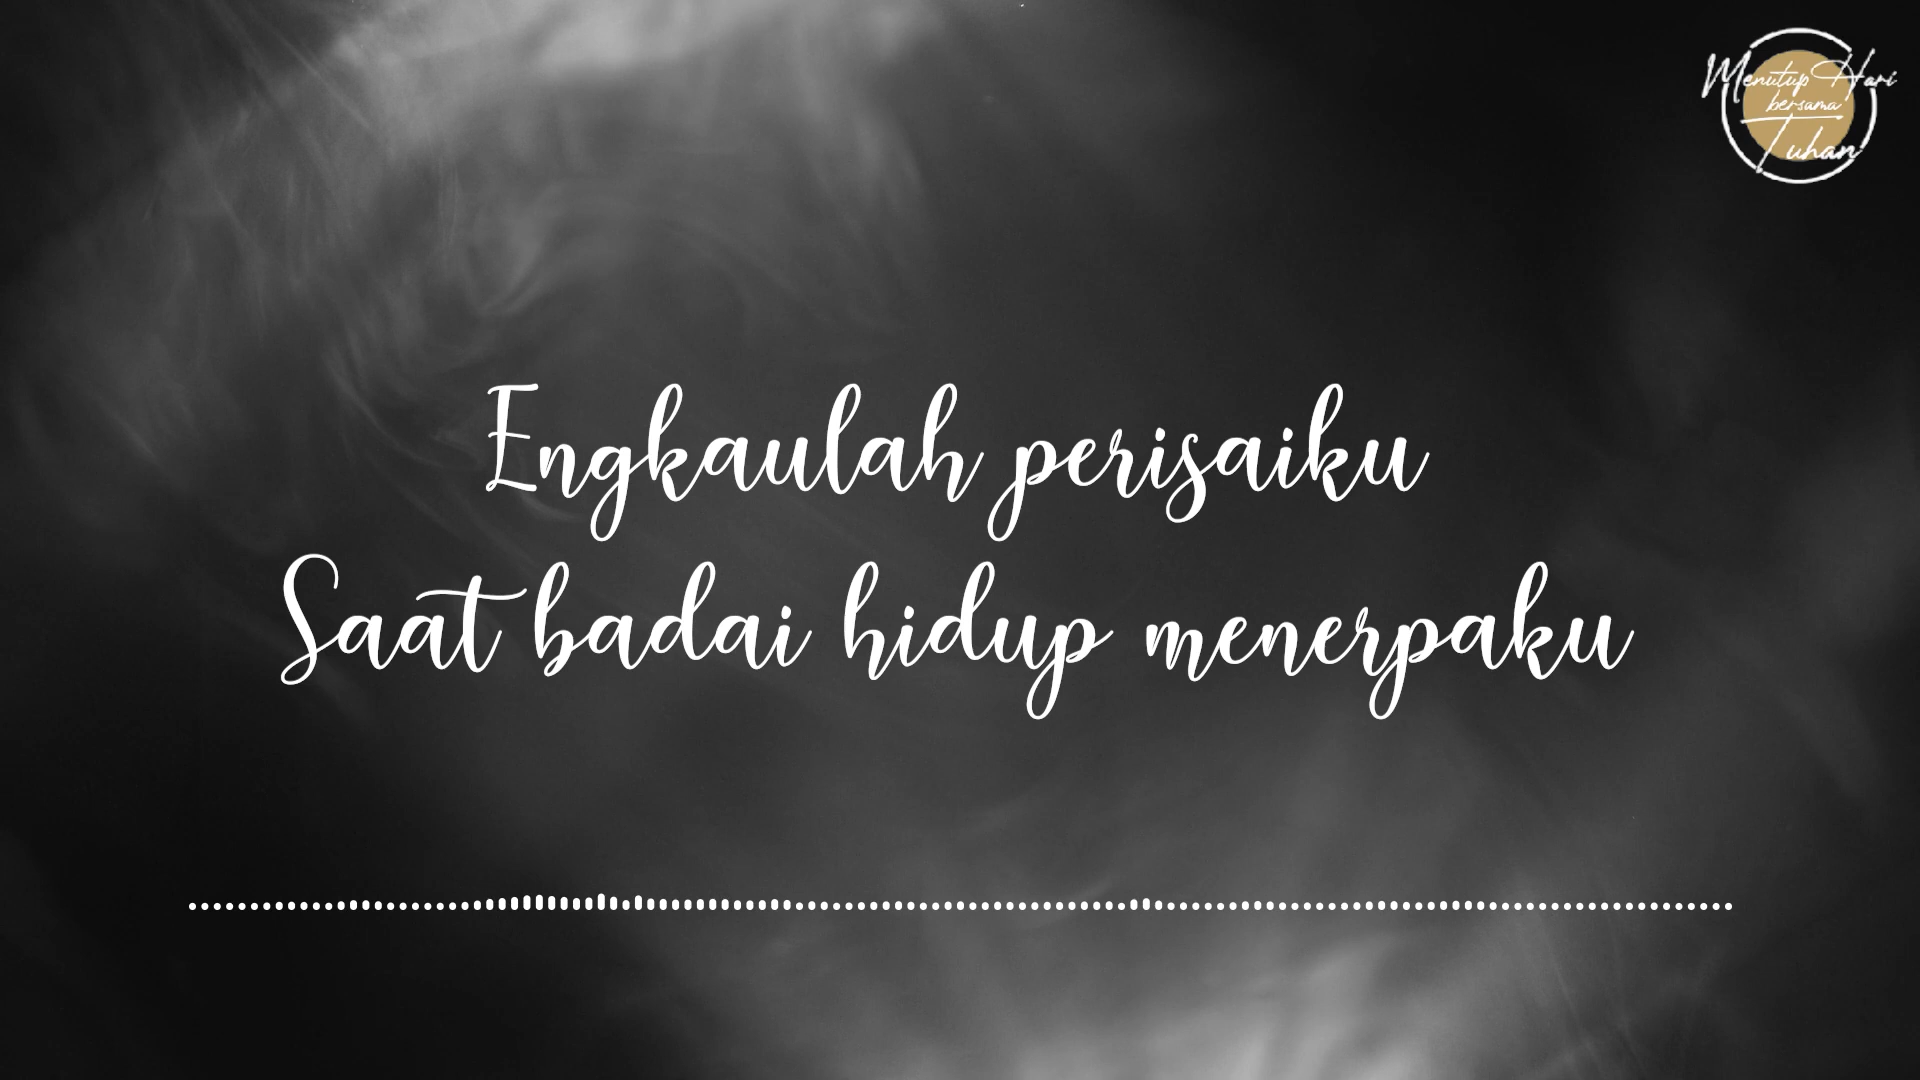 Menutup Hari
bersama
Tuhan
Engkaulah perisaiku
Saat badai hidup menerpaku